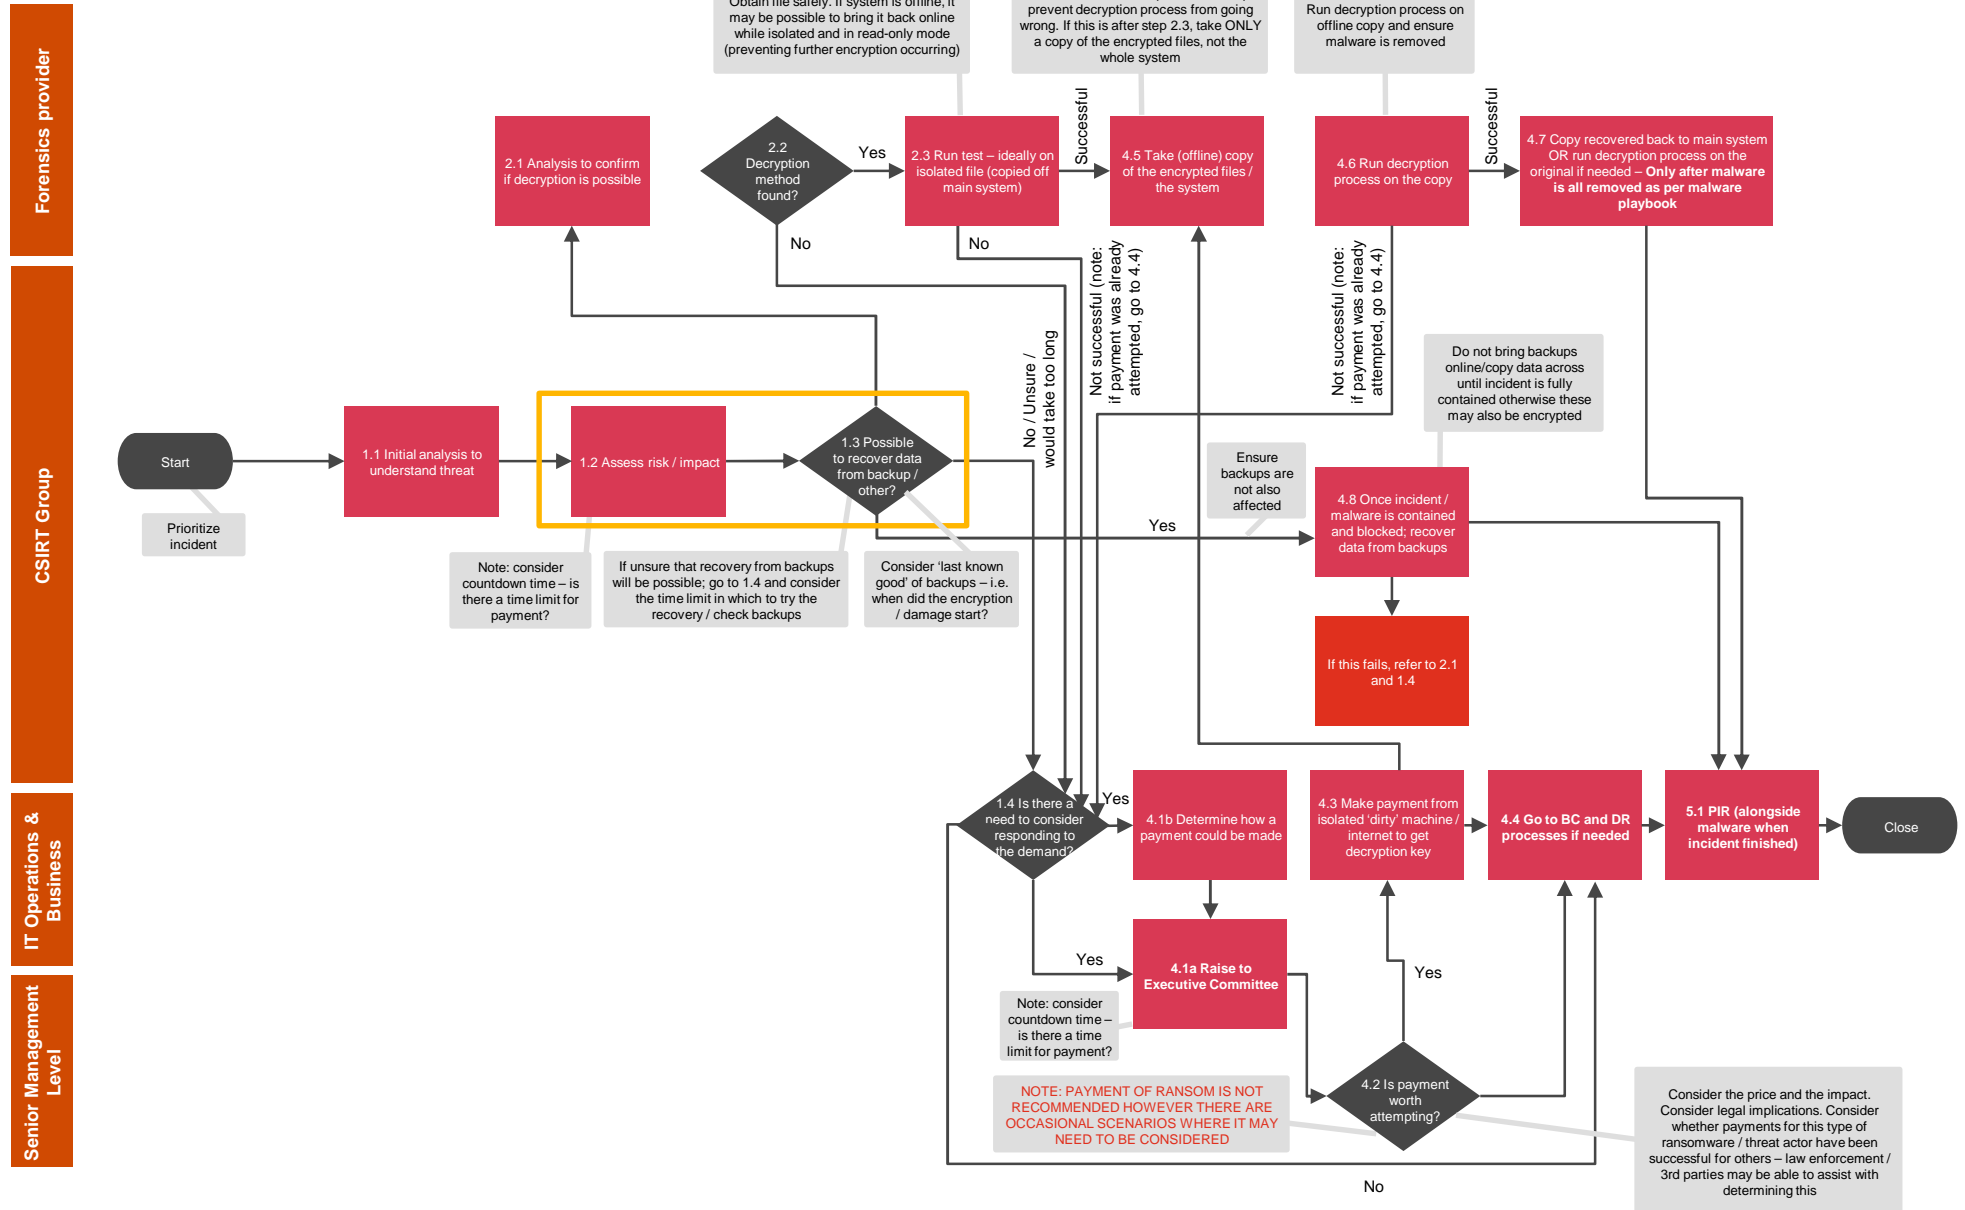 Obtain file safely. If system is offline, it
may be possible to bring it back online
while isolated and in read-only mode
(preventing further encryption occurring)
prevent decryption process from going
wrong. If this is after step 2.3, take ONLY
a copy of the encrypted files, not the
whole system
Run decryption process on
offline copy and ensure
malware is removed
Forensics provider
2.1 Analysis to confirm
if decryption is possible
2.2
Decryption
method
found?
Yes
No
2.3 Run test – ideally on
isolated file (copied off
main system)
Successful
No
4.5 Take (offline) copy
of the encrypted files /
the system
4.6 Run decryption
process on the copy
Successful
4.7 Copy recovered back to main system
OR run decryption process on the
original if needed – Only after malware
is all removed as per malware
playbook
CSIRT Group
Start
Prioritize
incident
1.1 Initial analysis to
understand threat
1.2 Assess risk / impact
1.3 Possible
to recover data
from backup /
other?
No / Unsure /
would take too long
Not successful (note:
if payment was already
attempted, go to 4.4)
Not successful (note:
if payment was already
attempted, go to 4.4)
Do not bring backups
online/copy data across
until incident is fully
contained otherwise these
may also be encrypted
Ensure
backups are
not also
affected
Yes
4.8 Once incident /
malware is contained
and blocked; recover
data from backups
Note: consider
countdown time – is
there a time limit for
payment?
If unsure that recovery from backups
will be possible; go to 1.4 and consider
the time limit in which to try the
recovery / check backups
Consider ‘last known
good’ of backups – i.e.
when did the encryption
/ damage start?
If this fails, refer to 2.1
and 1.4
IT Operations &
Business
1.4 Is there a
need to consider
responding to
the demand?
Yes
4.1b Determine how a
payment could be made
4.3 Make payment from
isolated ‘dirty’ machine /
internet to get
decryption key
4.4 Go to BC and DR
processes if needed
5.1 PIR (alongside
malware when
incident finished)
Close
Senior Management
Level
Yes
4.1a Raise to
Executive Committee
Yes
Note: consider
countdown time –
is there a time
limit for payment?
NOTE: PAYMENT OF RANSOM IS NOT
RECOMMENDED HOWEVER THERE ARE
OCCASIONAL SCENARIOS WHERE IT MAY
NEED TO BE CONSIDERED
4.2 Is payment
worth
attempting?
Consider the price and the impact.
Consider legal implications. Consider
whether payments for this type of
ransomware / threat actor have been
successful for others – law enforcement /
3rd parties may be able to assist with
determining this
No